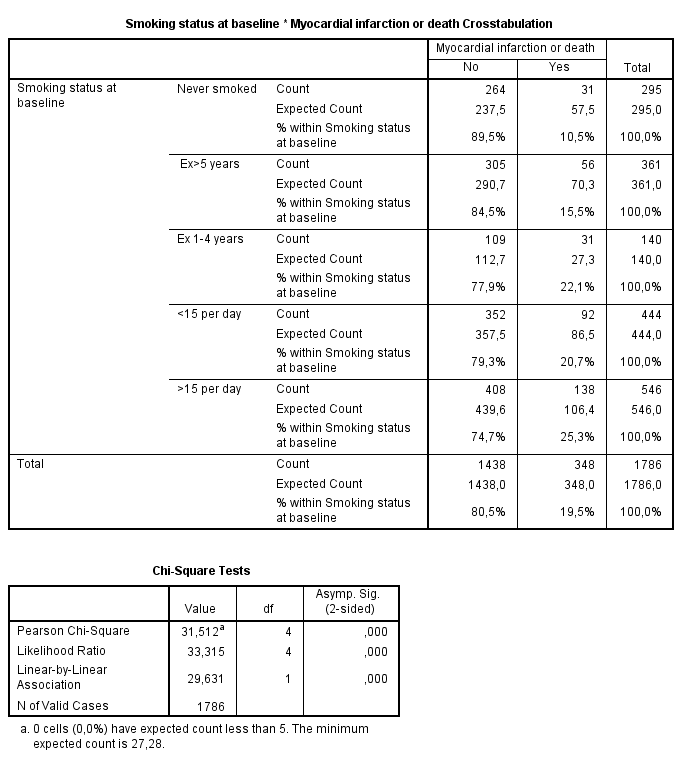 Smoking status at baseline * Myocardial infarction or death Crosstabulation
Myocardial infarction or death
No Yes Total
Smoking status at baseline Never smoked Count 264 31 295
Expected Count 237,5 57,5 295,0
% within Smoking status at baseline 89,5% 10,5% 100,0%
Ex>5 years Count 305 56 361
Expected Count 290,7 70,3 361,0
% within Smoking status at baseline 84,5% 15,5% 100,0%
Ex 1-4 years Count 109 31 140
Expected Count 112,7 27,3 140,0
% within Smoking status at baseline 77,9% 22,1% 100,0%
<15 per day Count 352 92 444
Expected Count 357,5 86,5 444,0
% within Smoking status at baseline 79,3% 20,7% 100,0%
>15 per day Count 408 138 546
Expected Count 439,6 106,4 546,0
% within Smoking status at baseline 74,7% 25,3% 100,0%
Total Count 1438 348 1786
Expected Count 1438,0 348,0 1786,0
% within Smoking status at baseline 80,5% 19,5% 100,0%
Chi-Square Tests
Value df Asymp. Sig. (2-sided)
Pearson Chi-Square 31,512a 4 ,000
Likelihood Ratio 33,315 4 ,000
Linear-by-Linear Association 29,631 1 ,000
N of Valid Cases 1786
a. 0 cells (0,0%) have expected count less than 5. The minimum
expected count is 27,28.